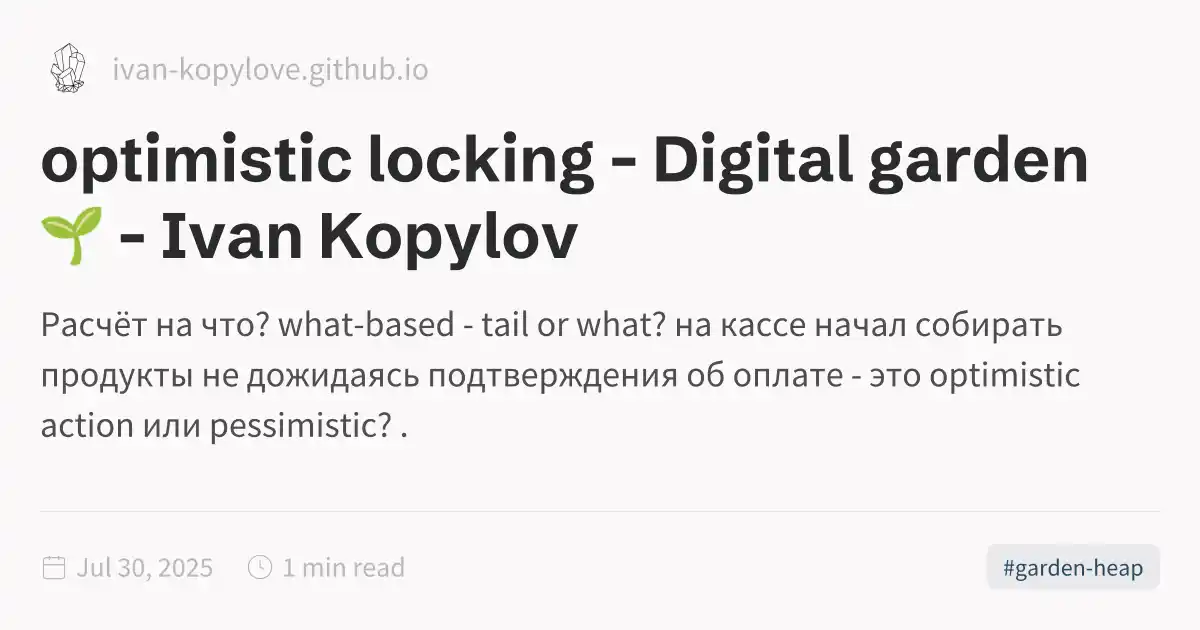 ivan-kopylove.github.io
optimistic locking - Digital garden
🌱 - Ivan Kopylov
Расчёт на что? what-based - tail or what? на кассе начал собирать
продукты не дожидаясь подтверждения об оплате - это optimistic
action или pessimistic? .
Jul 30, 2025 1 min read
#garden-heap